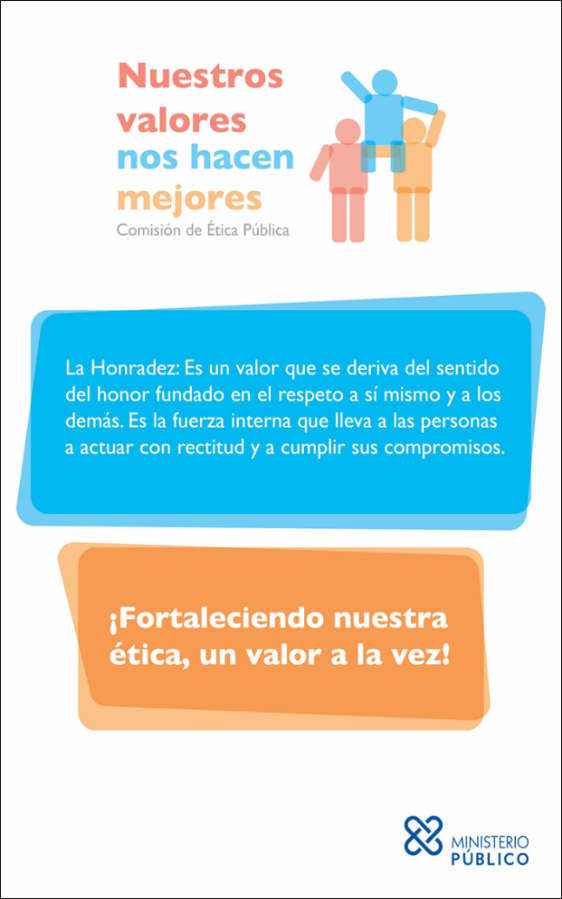 Nuestros
valores
nos hacen
mejores
Comisión de Ética Pública
La Honradez: Es un valor que se deriva del sentido
del honor fundado en el respeto a sí mismo y a los
demás. Es la fuerza interna que lleva a las personas
a actuar con rectitud y a cumplir sus compromisos.
¡Fortaleciendo nuestra
ética, un valor a la vez!
MINISTERIO
PÚBLICO